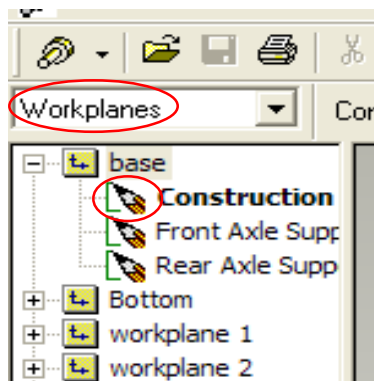 Workplanes Cor
base
Construction
Front Axle Supp
Rear Axle Supp
Bottom
workplane 1
workplane 2